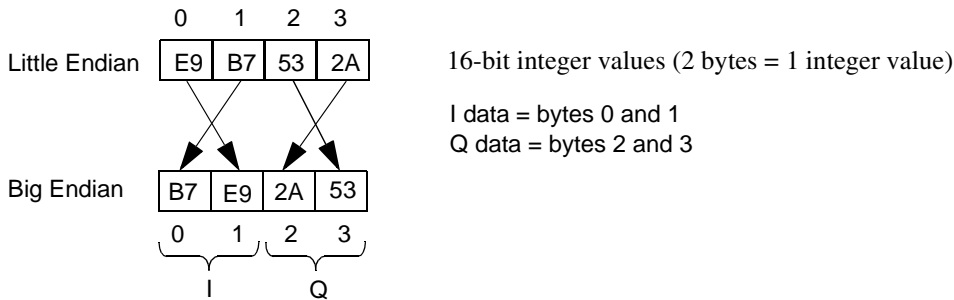 0 1 2 3
Little Endian E9 B7 53 2A
16-bit integer values (2 bytes = 1 integer value)
I data = bytes 0 and 1
Q data = bytes 2 and 3
Big Endian B7 E9 2A 53
0 1 2 3
I Q